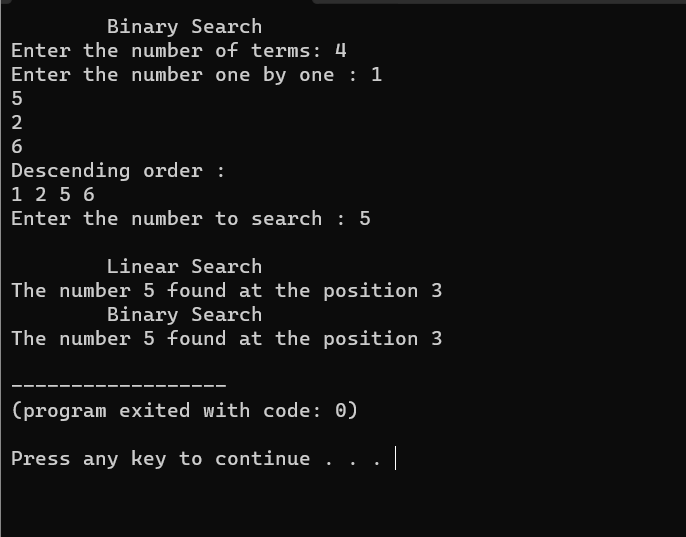 Binary Search
Enter the number of terms: 4
Enter the number one by one : 1
5
2
6
Descending order :
1 2 5 6
Enter the number to search : 5
Linear Search
The number 5 found at the position 3
Binary Search
The number 5 found at the position 3
------------------
(program exited with code: 0)
Press any key to continue . . .